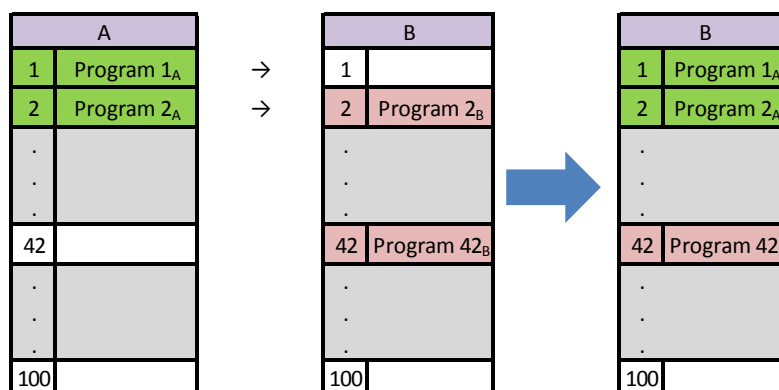 A B B
1 Program 1A → 1 1 Program 1A
2 Program 2A → 2 Program 2B 2 Program 2A
. . .
. . .
. . .
42 42 Program 42B 42 Program 42
. . .
. . .
. . .
100 100 100